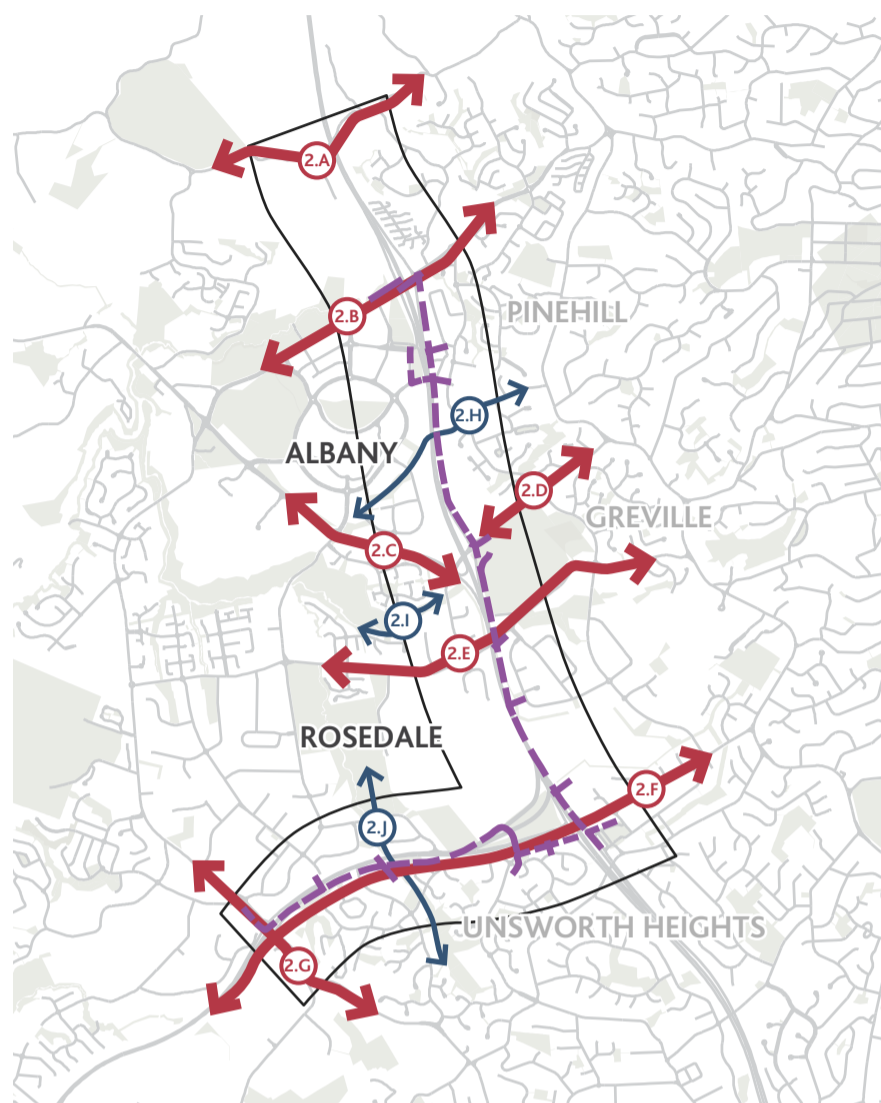 2.A
2.B
PINEHILL
2.H
ALBANY
2.D
GREVILLE
2.C
2.I
2.E
ROSEDALE
2.F
2.J
UNSWORTH HEIGHTS
2.G